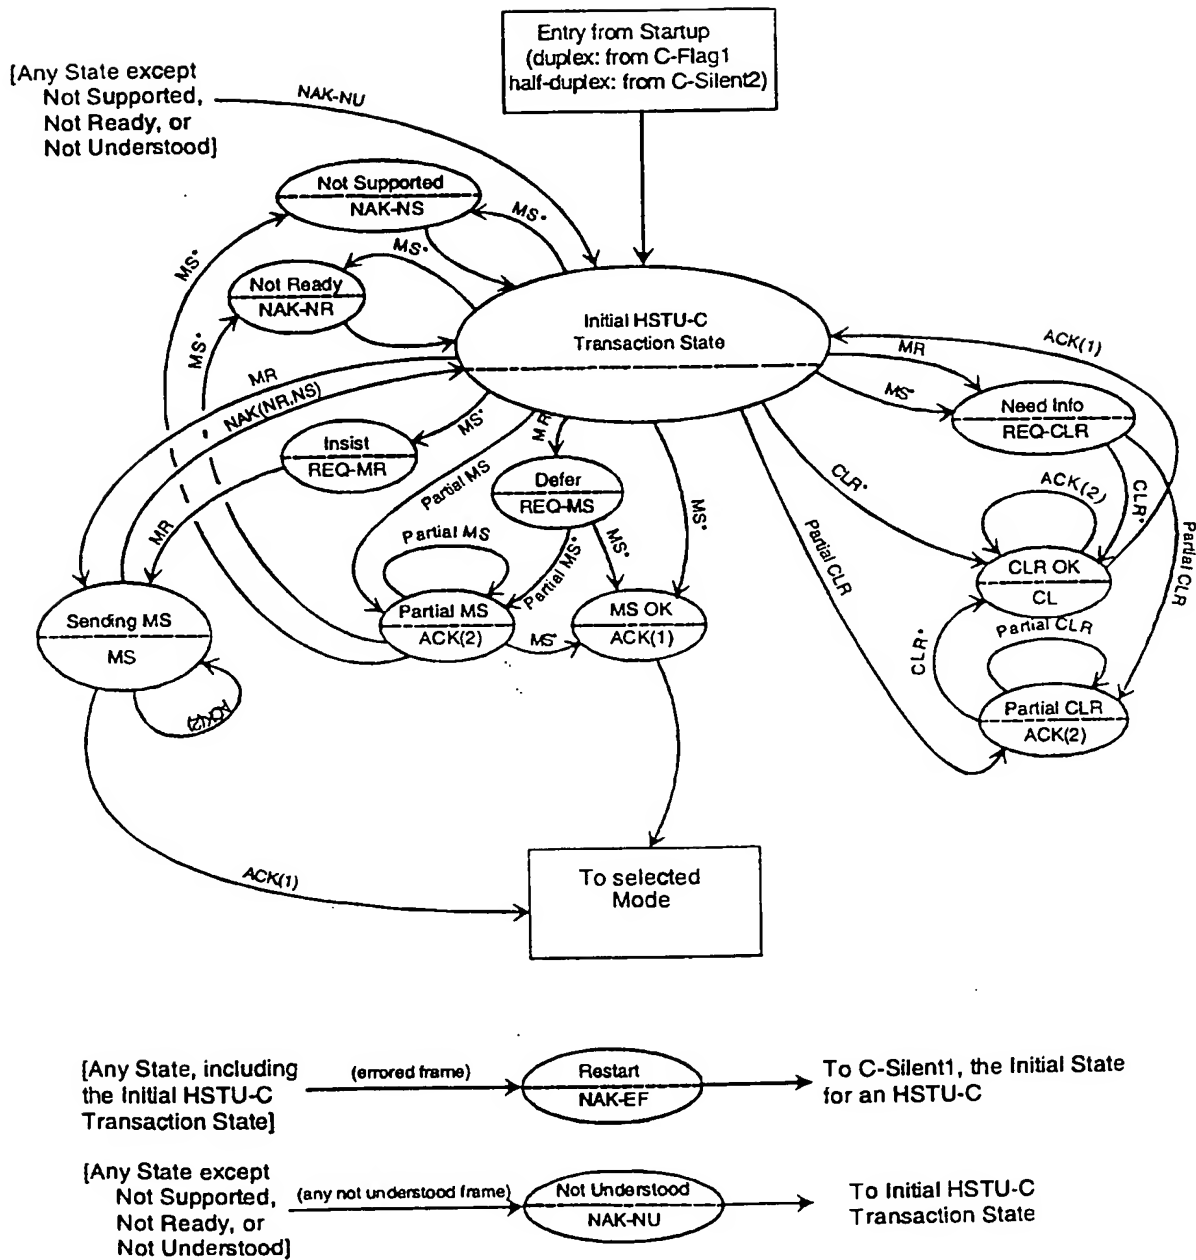 Entry from Startup
(duplex: from C-Flag1
half-duplex: from C-Silent2)
[Any State except
Not Supported,
Not Ready, or
Not Understood]
NAK-NU
Not Supported
NAK-NS
MS*
MS*
MS*
Not Ready
NAK-NR
MS*
Initial HSTU-C
Transaction State
ACK(1)
MR
MR
NAK(NR,NS)
MS*
Need Info
REQ-CLR
Insist
REQ-MR
MS*
MR
Partial MS
Defer
REQ-MS
MS*
CLR*
ACK(2)
CLR*
MR
Partial MS
MS*
Partial MS*
Partial CLR
Partial CLR
CLR OK
CL
Sending MS
MS
Partial MS
ACK(2)
MS*
MS OK
ACK(1)
CLR*
Partial CLR
ACK(2)
Partial CLR
ACK(2)
ACK(1)
To selected
Mode
[Any State, including
the Initial HSTU-C
Transaction State]
(errored frame)
Restart
NAK-EF
To C-Silent1, the Initial State
for an HSTU-C
[Any State except
Not Supported,
Not Ready, or
Not Understood]
(any not understood frame)
Not Understood
NAK-NU
To Initial HSTU-C
Transaction State